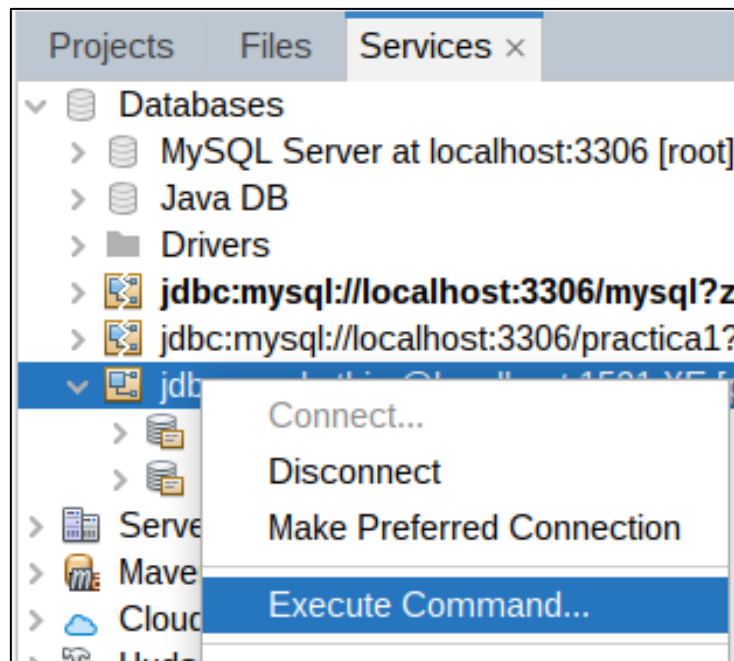 Projects Files Services ×
Databases
MySQL Server at localhost:3306 [root]
Java DB
Drivers
jdbc:mysql://localhost:3306/mysql?z
jdbc:mysql://localhost:3306/practica1?
jdb
Connect...
Disconnect
Make Preferred Connection
Serve
Mave
Execute Command...
Cloud